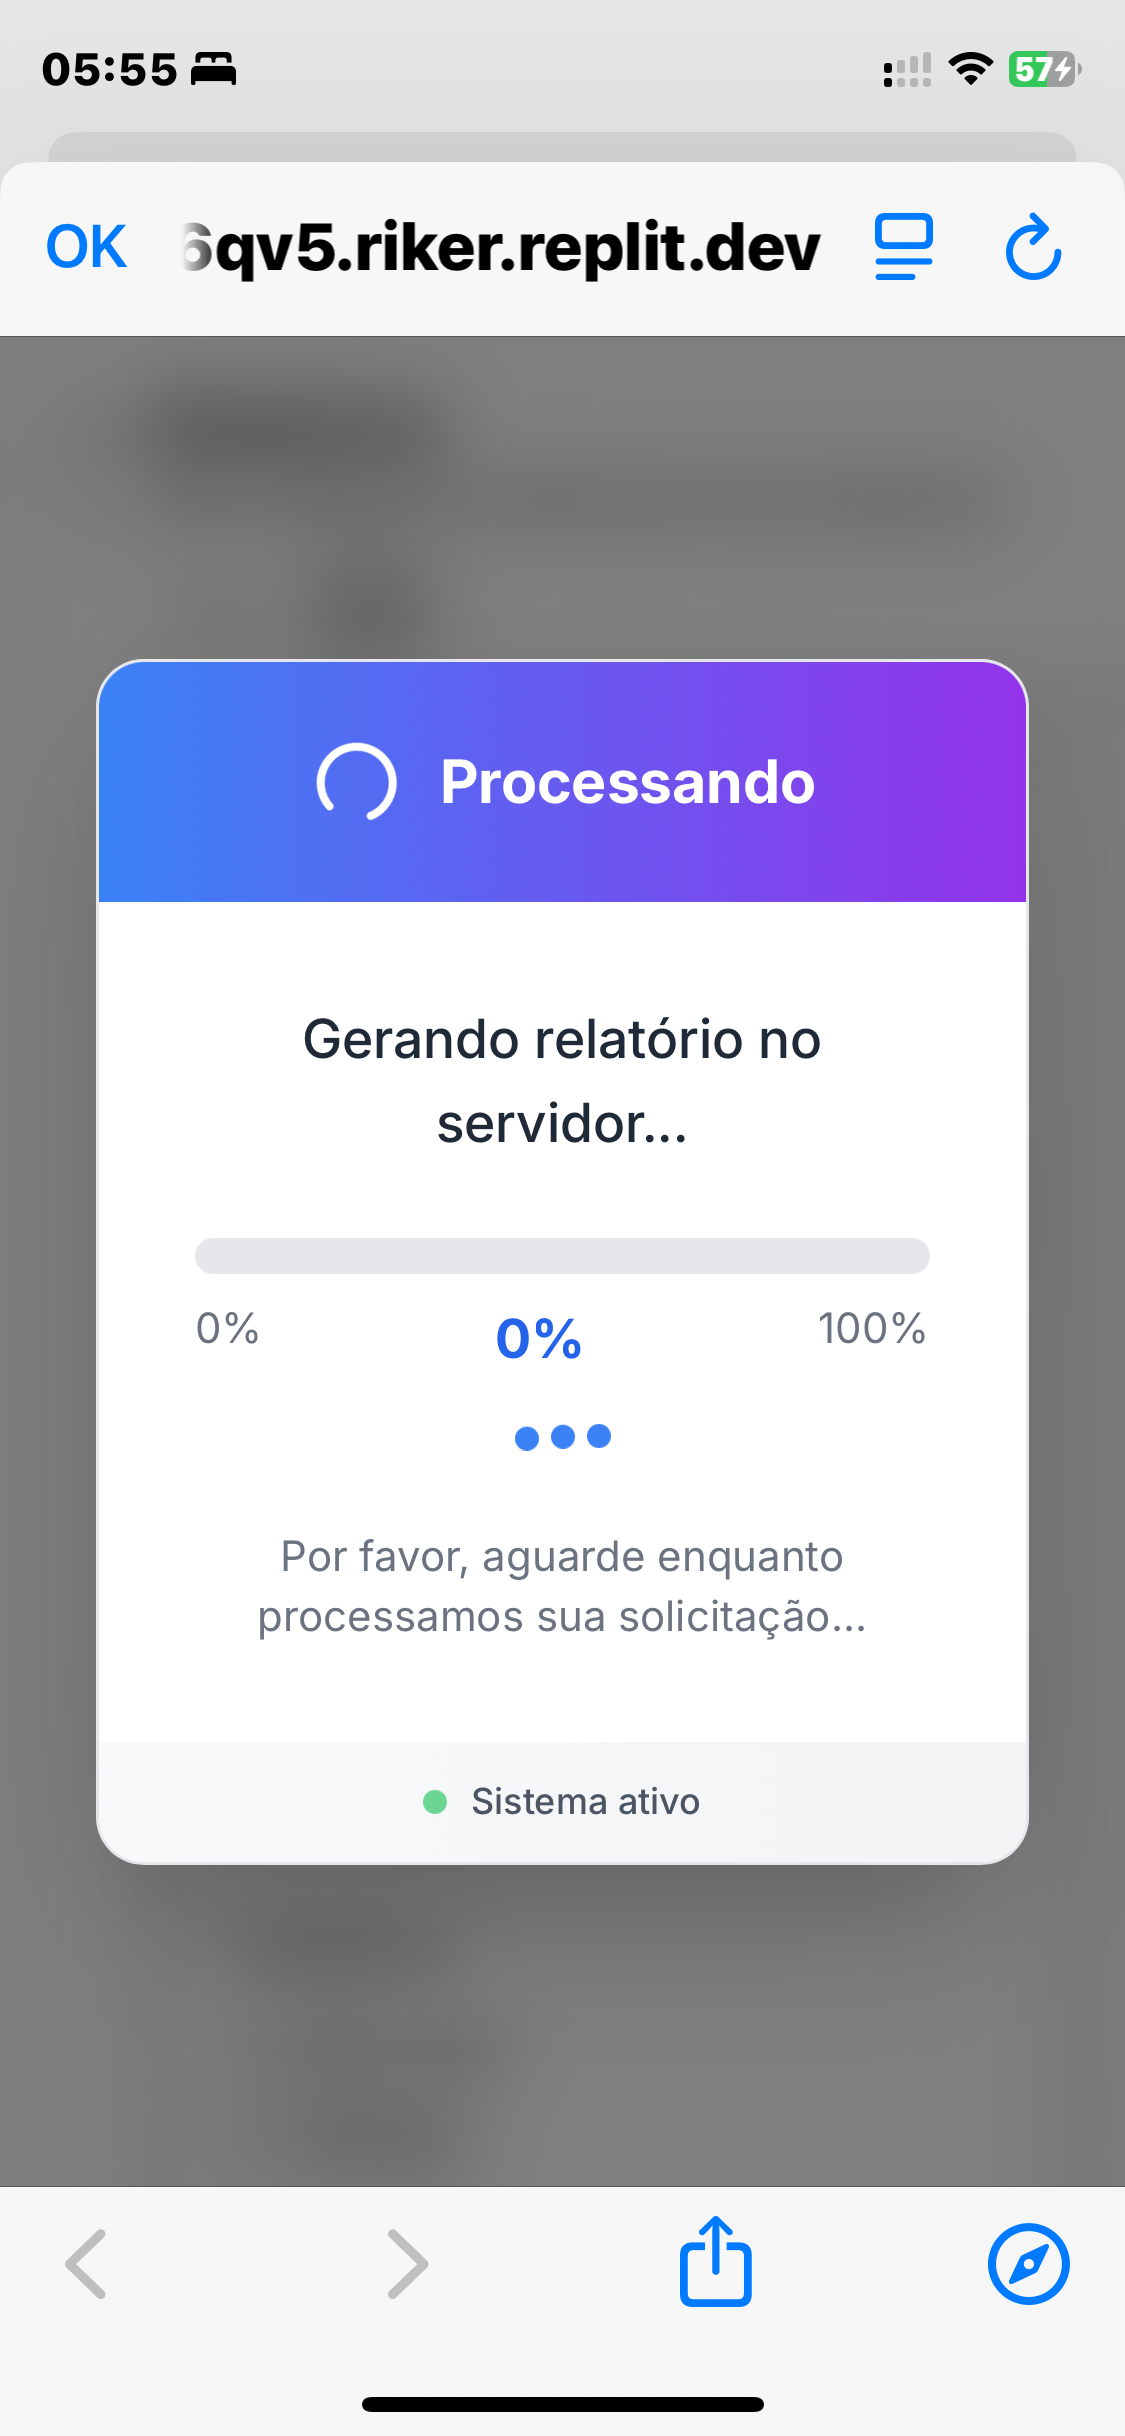 05:55
57
OK
6qv5.riker.replit.dev
Processando
Gerando relatório no
servidor...
0%
0%
100%
Por favor, aguarde enquanto
processamos sua solicitação...
Sistema ativo